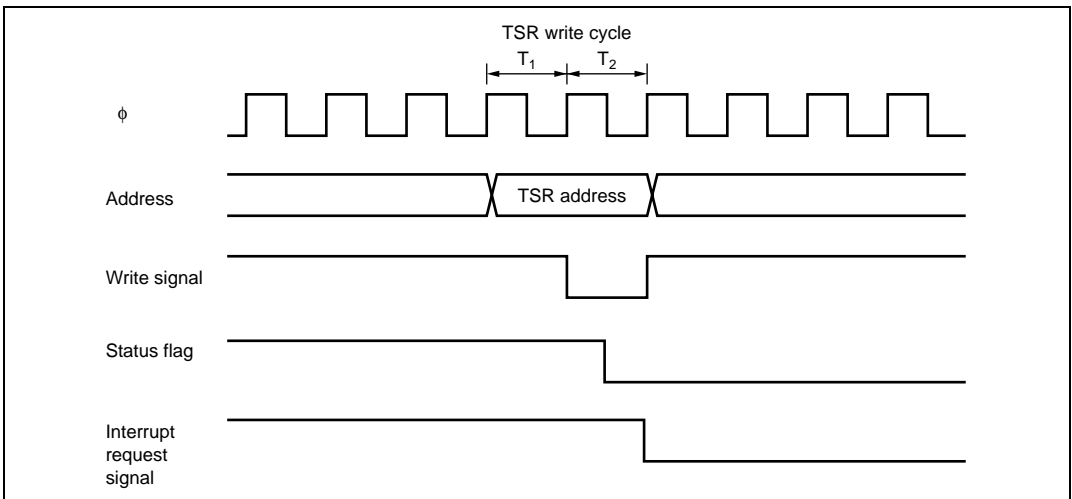 TSR write cycle
T₁ T₂
ϕ
Address
TSR address
Write signal
Status flag
Interrupt
request
signal